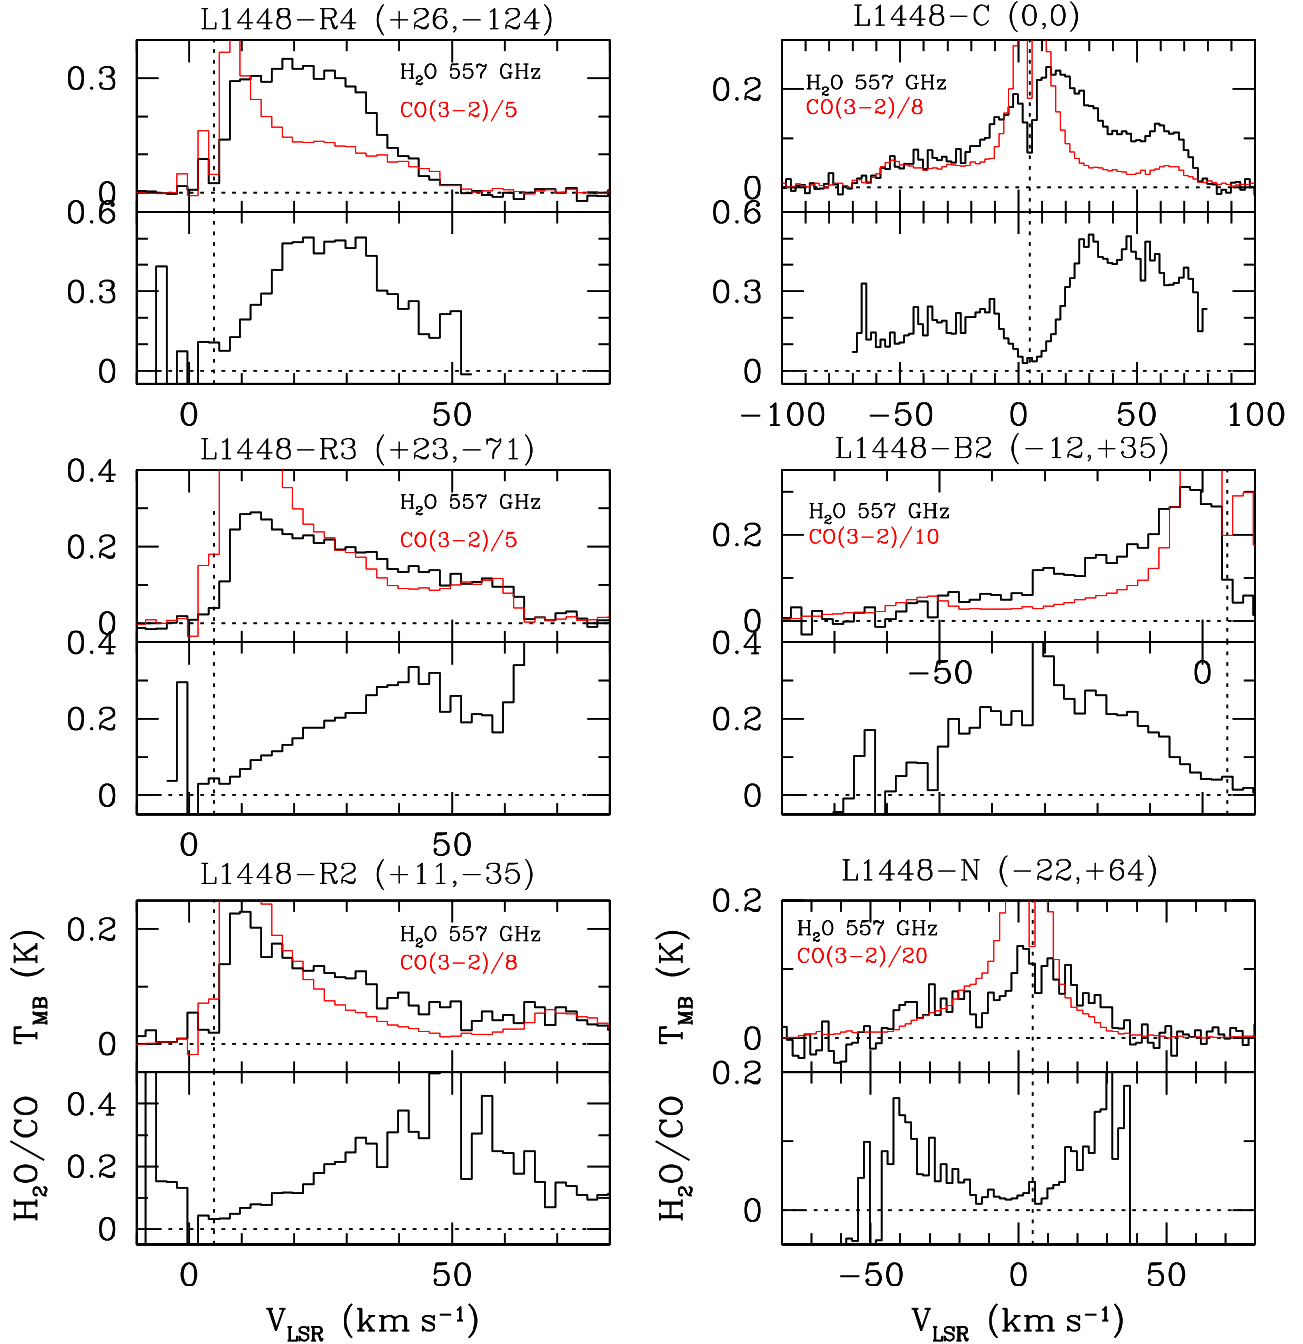 L1448−R4 (+26,−124)
0.3
H₂O 557 GHz
CO(3−2)/5
0
0.6
0.3
0
0 50
L1448−C (0,0)
0.2
H₂O 557 GHz
CO(3−2)/8
0
0.6
0.3
0
−100 −50 0 50 100
L1448−R3 (+23,−71)
0.4
H₂O 557 GHz
CO(3−2)/5
0.2
0
0.4
0.2
0
0 50
L1448−B2 (−12,+35)
H₂O 557 GHz
0.2
CO(3−2)/10
0
0.4
−50 0
0.2
0
L1448−R2 (+11,−35)
0.2
H₂O 557 GHz
CO(3−2)/8
T_MB (K)
0
0.4
0.2
H₂O/CO
0
0 50
V_LSR (km s⁻¹)
L1448−N (−22,+64)
0.2
H₂O 557 GHz
CO(3−2)/20
T_MB (K)
0
0.2
H₂O/CO
0
−50 0 50
V_LSR (km s⁻¹)